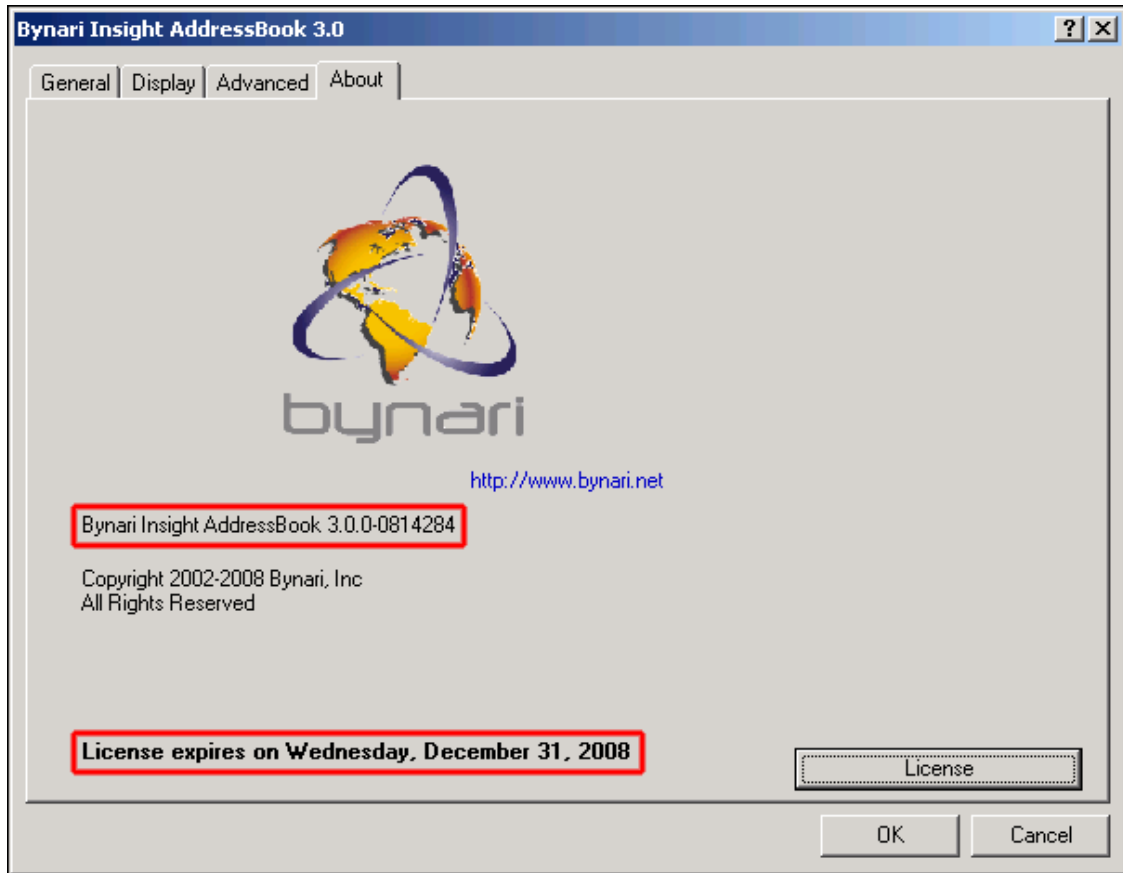 Bynari Insight AddressBook 3.0
General
Display
Advanced
About
bynari
http://www.bynari.net
Bynari Insight AddressBook 3.0.0-0814284
Copyright 2002-2008 Bynari, Inc
All Rights Reserved
License expires on Wednesday, December 31, 2008
License
OK
Cancel